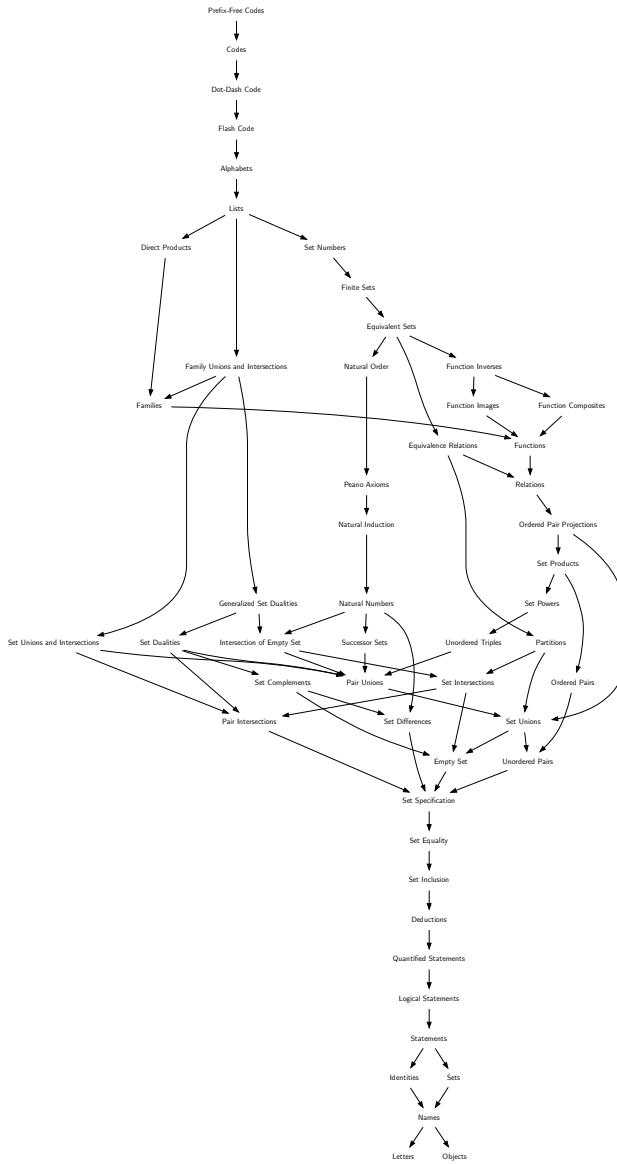 Prefix-Free Codes
Codes
Dot-Dash Code
Flash Code
Alphabets
Lists
Direct Products
Set Numbers
Finite Sets
Equivalent Sets
Family Unions and Intersections
Natural Order
Function Inverses
Families
Function Images
Function Composites
Equivalence Relations
Functions
Peano Axioms
Relations
Natural Induction
Ordered Pair Projections
Set Products
Generalized Set Dualities
Natural Numbers
Set Powers
Set Unions and Intersections
Set Dualities
Intersection of Empty Set
Successor Sets
Unordered Triples
Partitions
Set Complements
Pair Unions
Set Intersections
Ordered Pairs
Pair Intersections
Set Differences
Set Unions
Empty Set
Unordered Pairs
Set Specification
Set Equality
Set Inclusion
Deductions
Quantified Statements
Logical Statements
Statements
Identities
Sets
Names
Letters
Objects